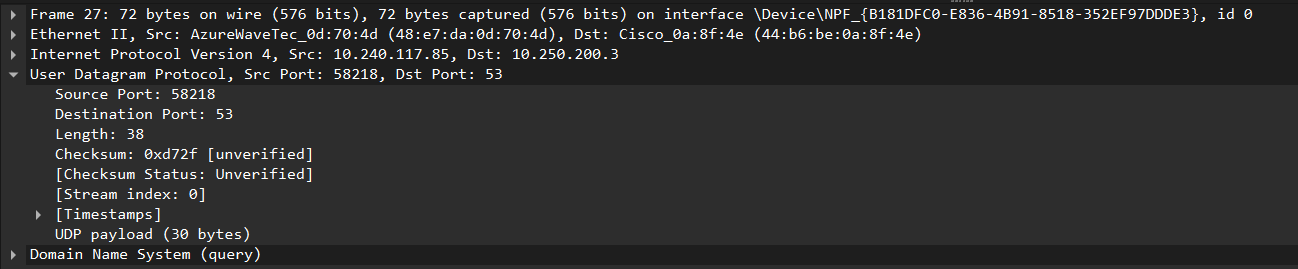 Frame 27: 72 bytes on wire (576 bits), 72 bytes captured (576 bits) on interface \Device\NPF_{B181DFC0-E836-4B91-8518-352EF97DDDE3}, id 0
Ethernet II, Src: AzureWaveTec_0d:70:4d (48:e7:da:0d:70:4d), Dst: Cisco_0a:8f:4e (44:b6:be:0a:8f:4e)
Internet Protocol Version 4, Src: 10.240.117.85, Dst: 10.250.200.3
User Datagram Protocol, Src Port: 58218, Dst Port: 53
Source Port: 58218
Destination Port: 53
Length: 38
Checksum: 0xd72f [unverified]
[Checksum Status: Unverified]
[Stream index: 0]
[Timestamps]
UDP payload (30 bytes)
Domain Name System (query)